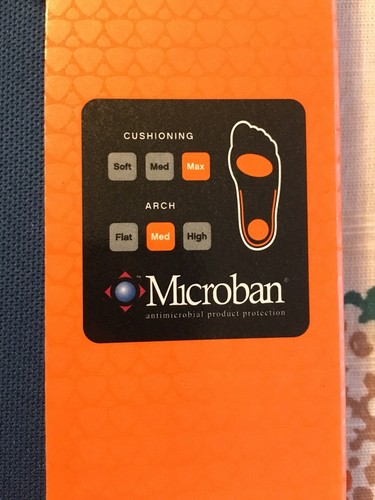 CUSHIONING
Soft Med Max
ARCH
Flat Med High
Microban®
antimicrobial product protection